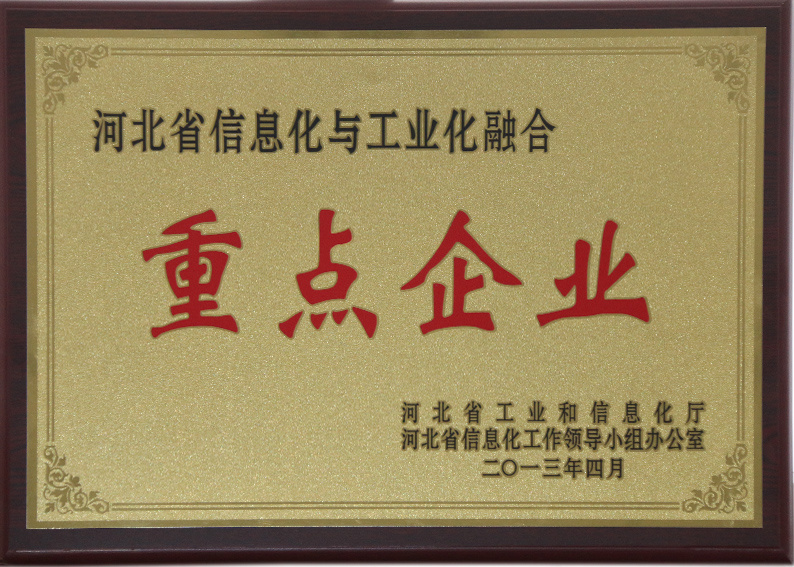 河北省信息化与工业化融合
重点企业
河北省工业和信息化厅
河北省信息化工作领导小组办公室
二〇一三年四月